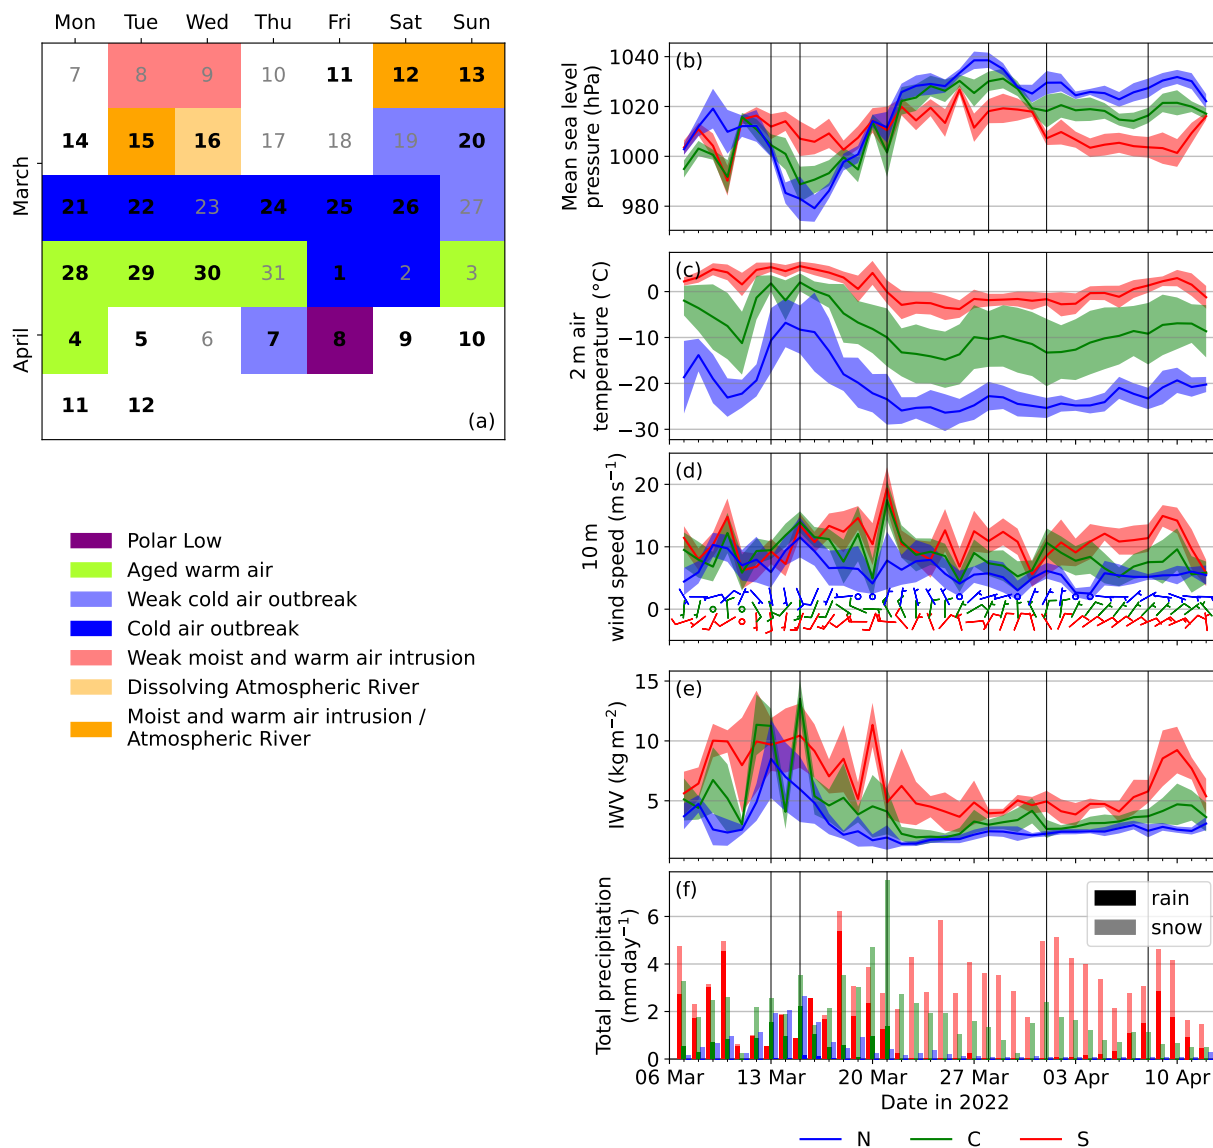 Mon Tue Wed Thu Fri Sat Sun
7 8 9 10 11 12 13
14 15 16 17 18 19 20
21 22 23 24 25 26 27
28 29 30 31 1 2 3
4 5 6 7 8 9 10
11 12
March
April
(a)
Polar Low
Aged warm air
Weak cold air outbreak
Cold air outbreak
Weak moist and warm air intrusion
Dissolving Atmospheric River
Moist and warm air intrusion /
Atmospheric River
(b)
Mean sea level
pressure (hPa)
1040
1020
1000
980
(c)
2 m air
temperature (°C)
0
−10
−20
−30
(d)
10 m
wind speed (m s⁻¹)
20
10
0
(e)
IWV (kg m⁻²)
15
10
5
(f)
Total precipitation
(mm day⁻¹)
6
4
2
0
rain
snow
06 Mar 13 Mar 20 Mar 27 Mar 03 Apr 10 Apr
Date in 2022
N C S